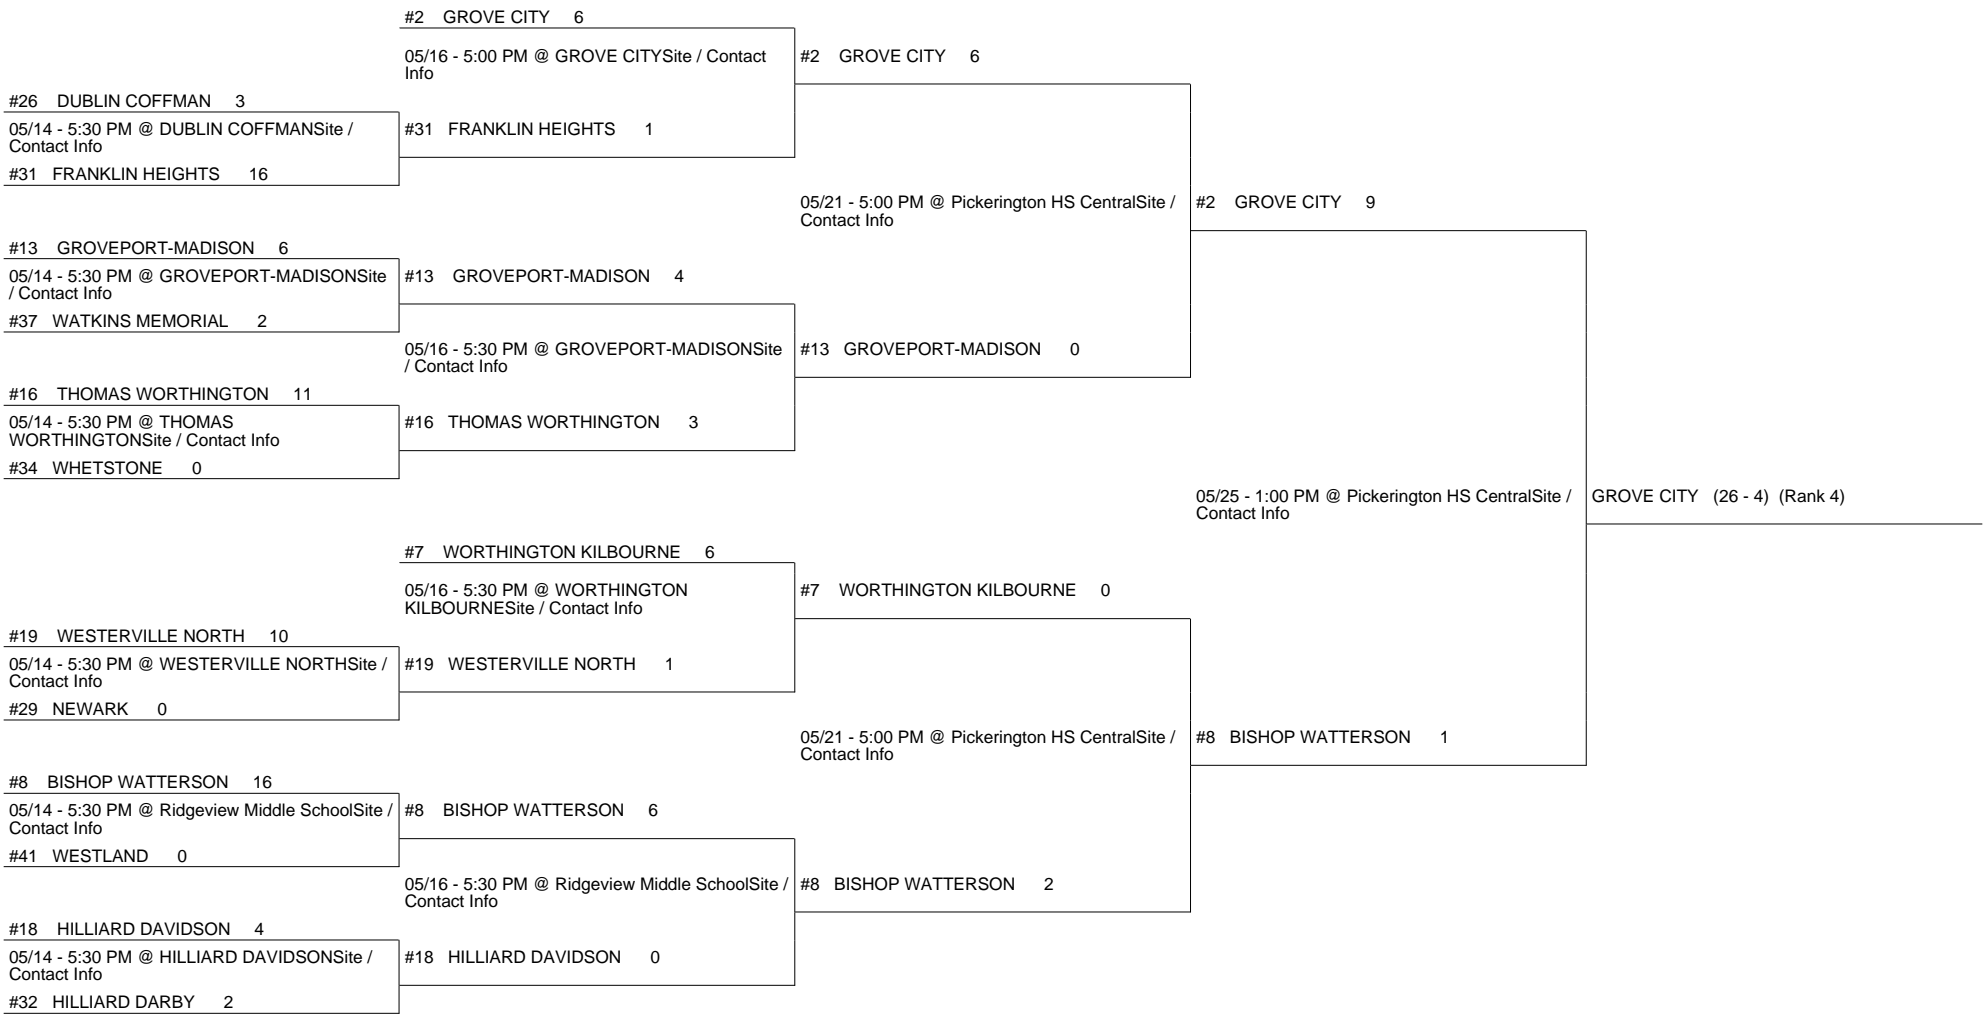 #2 GROVE CITY 6
05/16 - 5:00 PM @ GROVE CITYSite / Contact
Info
#2 GROVE CITY 6
#26 DUBLIN COFFMAN 3
05/14 - 5:30 PM @ DUBLIN COFFMANSite /
Contact Info
#31 FRANKLIN HEIGHTS 1
#31 FRANKLIN HEIGHTS 16
05/21 - 5:00 PM @ Pickerington HS CentralSite /
Contact Info
#2 GROVE CITY 9
#13 GROVEPORT-MADISON 6
05/14 - 5:30 PM @ GROVEPORT-MADISONSite
/ Contact Info
#13 GROVEPORT-MADISON 4
#37 WATKINS MEMORIAL 2
05/16 - 5:30 PM @ GROVEPORT-MADISONSite
/ Contact Info
#13 GROVEPORT-MADISON 0
#16 THOMAS WORTHINGTON 11
05/14 - 5:30 PM @ THOMAS
WORTHINGTONSite / Contact Info
#16 THOMAS WORTHINGTON 3
#34 WHETSTONE 0
05/25 - 1:00 PM @ Pickerington HS CentralSite /
Contact Info
GROVE CITY (26 - 4) (Rank 4)
#7 WORTHINGTON KILBOURNE 6
05/16 - 5:30 PM @ WORTHINGTON
KILBOURNESite / Contact Info
#7 WORTHINGTON KILBOURNE 0
#19 WESTERVILLE NORTH 10
05/14 - 5:30 PM @ WESTERVILLE NORTHSite /
Contact Info
#19 WESTERVILLE NORTH 1
#29 NEWARK 0
05/21 - 5:00 PM @ Pickerington HS CentralSite /
Contact Info
#8 BISHOP WATTERSON 1
#8 BISHOP WATTERSON 16
05/14 - 5:30 PM @ Ridgeview Middle SchoolSite /
Contact Info
#8 BISHOP WATTERSON 6
#41 WESTLAND 0
05/16 - 5:30 PM @ Ridgeview Middle SchoolSite /
Contact Info
#8 BISHOP WATTERSON 2
#18 HILLIARD DAVIDSON 4
05/14 - 5:30 PM @ HILLIARD DAVIDSONSite /
Contact Info
#18 HILLIARD DAVIDSON 0
#32 HILLIARD DARBY 2